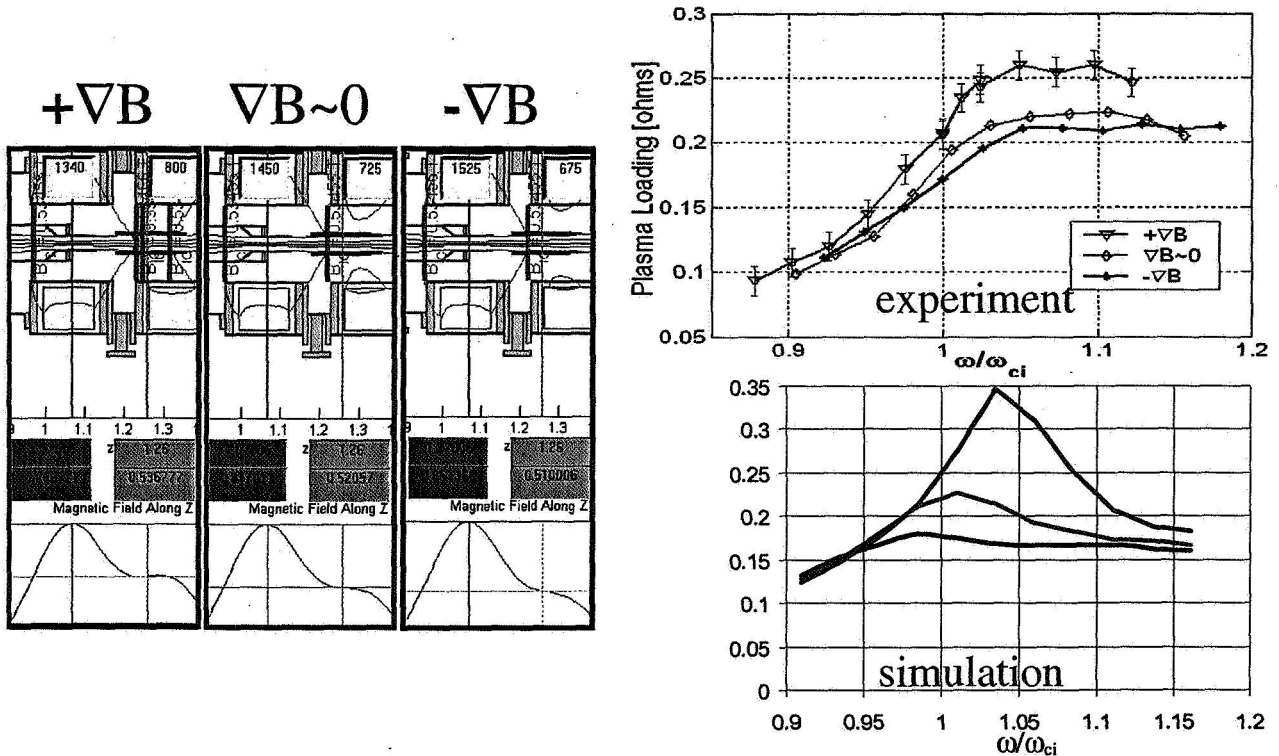 +∇B ∇B~0 -∇B
1340 800 1450 725 1525 675
1 1.1 1.2 1.3 1 1.1 1.2 1.3 1 1.1 1.2 1.3
z z z
1.26 1.26 1.26
0.536777 0.52057 0.510006
Magnetic Field Along Z Magnetic Field Along Z Magnetic Field Along Z
0.3
0.25
0.2
0.15
0.1
0.05
Plasma Loading [ohms]
+∇B
∇B~0
-∇B
experiment
0.9 1 1.1 1.2
ω/ω_ci
0.35
0.3
0.25
0.2
0.15
0.1
0.05
0
simulation
0.9 0.95 1 1.05 1.1 1.15 1.2
ω/ω_ci